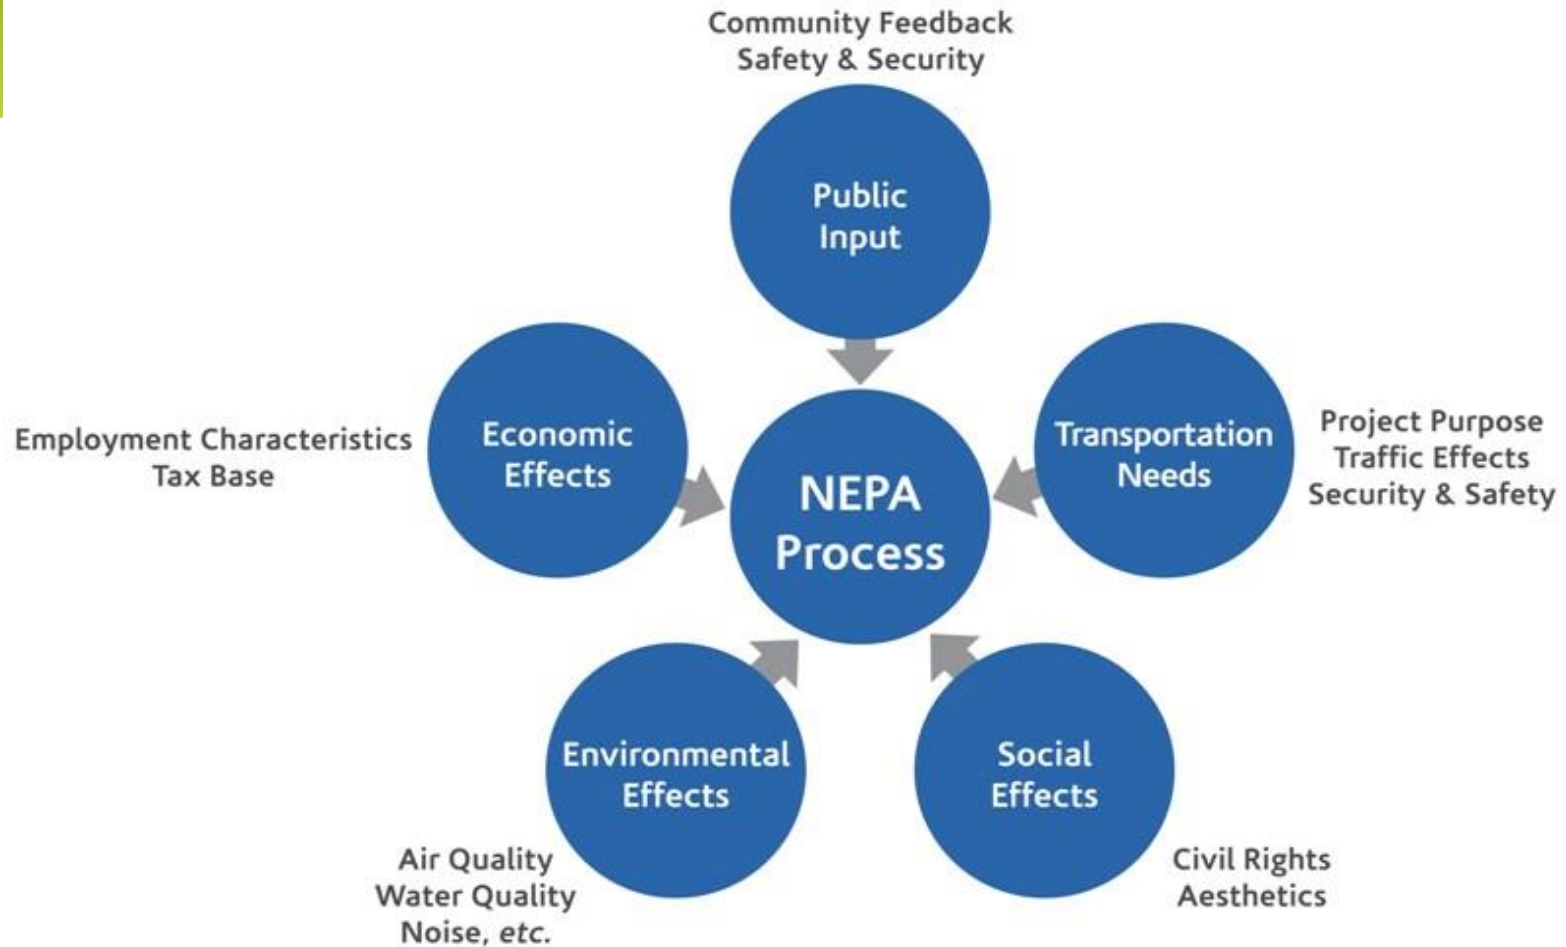 Community Feedback
Safety & Security
Public
Input
Economic
Effects
Employment Characteristics
Tax Base
NEPA
Process
Transportation
Needs
Project Purpose
Traffic Effects
Security & Safety
Environmental
Effects
Air Quality
Water Quality
Noise, etc.
Social
Effects
Civil Rights
Aesthetics